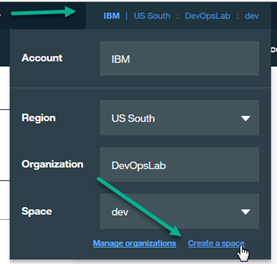 IBM | US South : DevOpsLab : dev
Account IBM
Region US South
Organization DevOpsLab
Space dev
Manage organizations Create a space